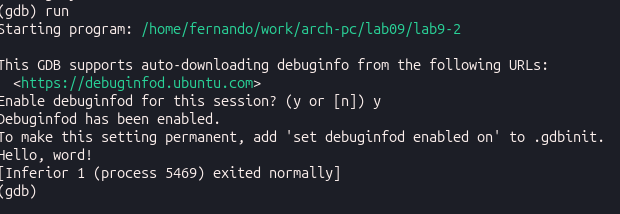 (gdb) run
Starting program: /home/fernando/work/arch-pc/lab09/lab9-2
This GDB supports auto-downloading debuginfo from the following URLs:
<https://debuginfod.ubuntu.com>
Enable debuginfod for this session? (y or [n]) y
Debuginfod has been enabled.
To make this setting permanent, add 'set debuginfod enabled on' to .gdbinit.
Hello, word!
[Inferior 1 (process 5469) exited normally]
(gdb)